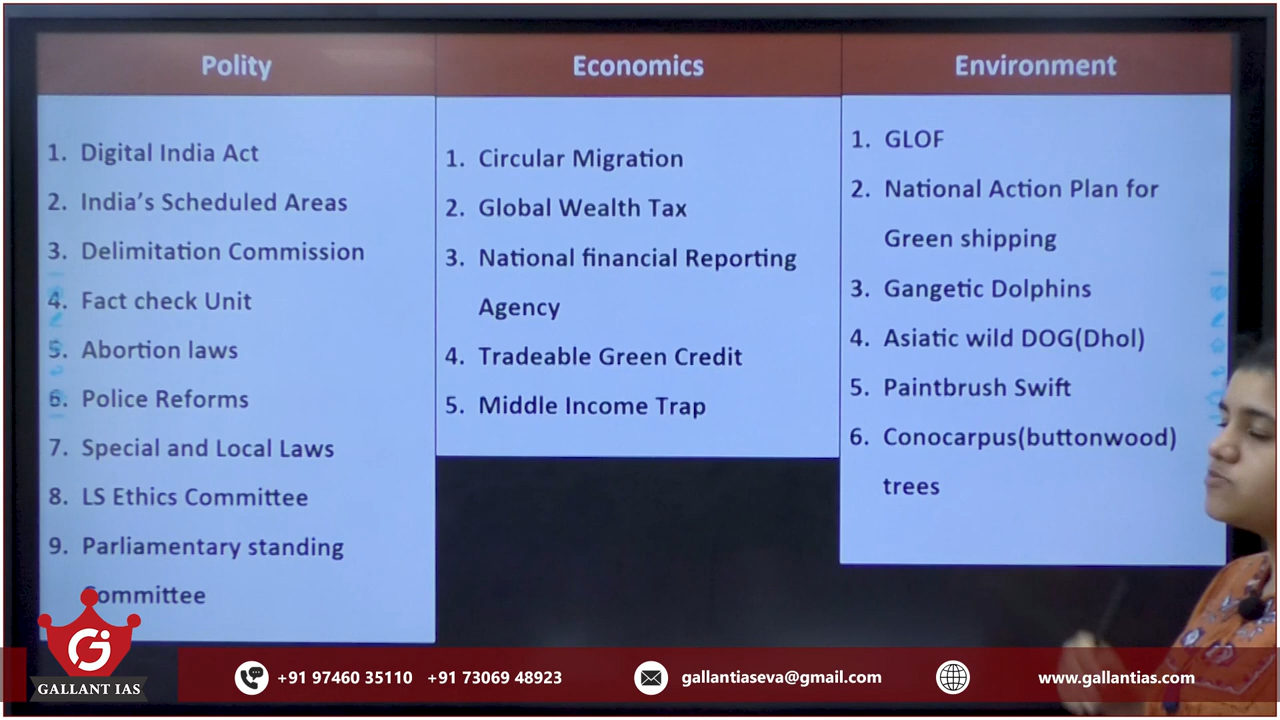 Polity
1. Digital India Act
2. India's Scheduled Areas
3. Delimitation Commission
4. Fact check Unit
5. Abortion laws
6. Police Reforms
7. Special and Local Laws
8. LS Ethics Committee
9. Parliamentary standing
Committee
Economics
1. Circular Migration
2. Global Wealth Tax
3. National financial Reporting
Agency
4. Tradeable Green Credit
5. Middle Income Trap
Environment
1. GLOF
2. National Action Plan for
Green shipping
3. Gangetic Dolphins
4. Asiatic wild DOG(Dhol)
5. Paintbrush Swift
6. Conocarpus(buttonwood)
trees
Gi
GALLANT IAS
+91 97460 35110 +91 73069 48923
gallantiaseva@gmail.com
www.gallantias.com